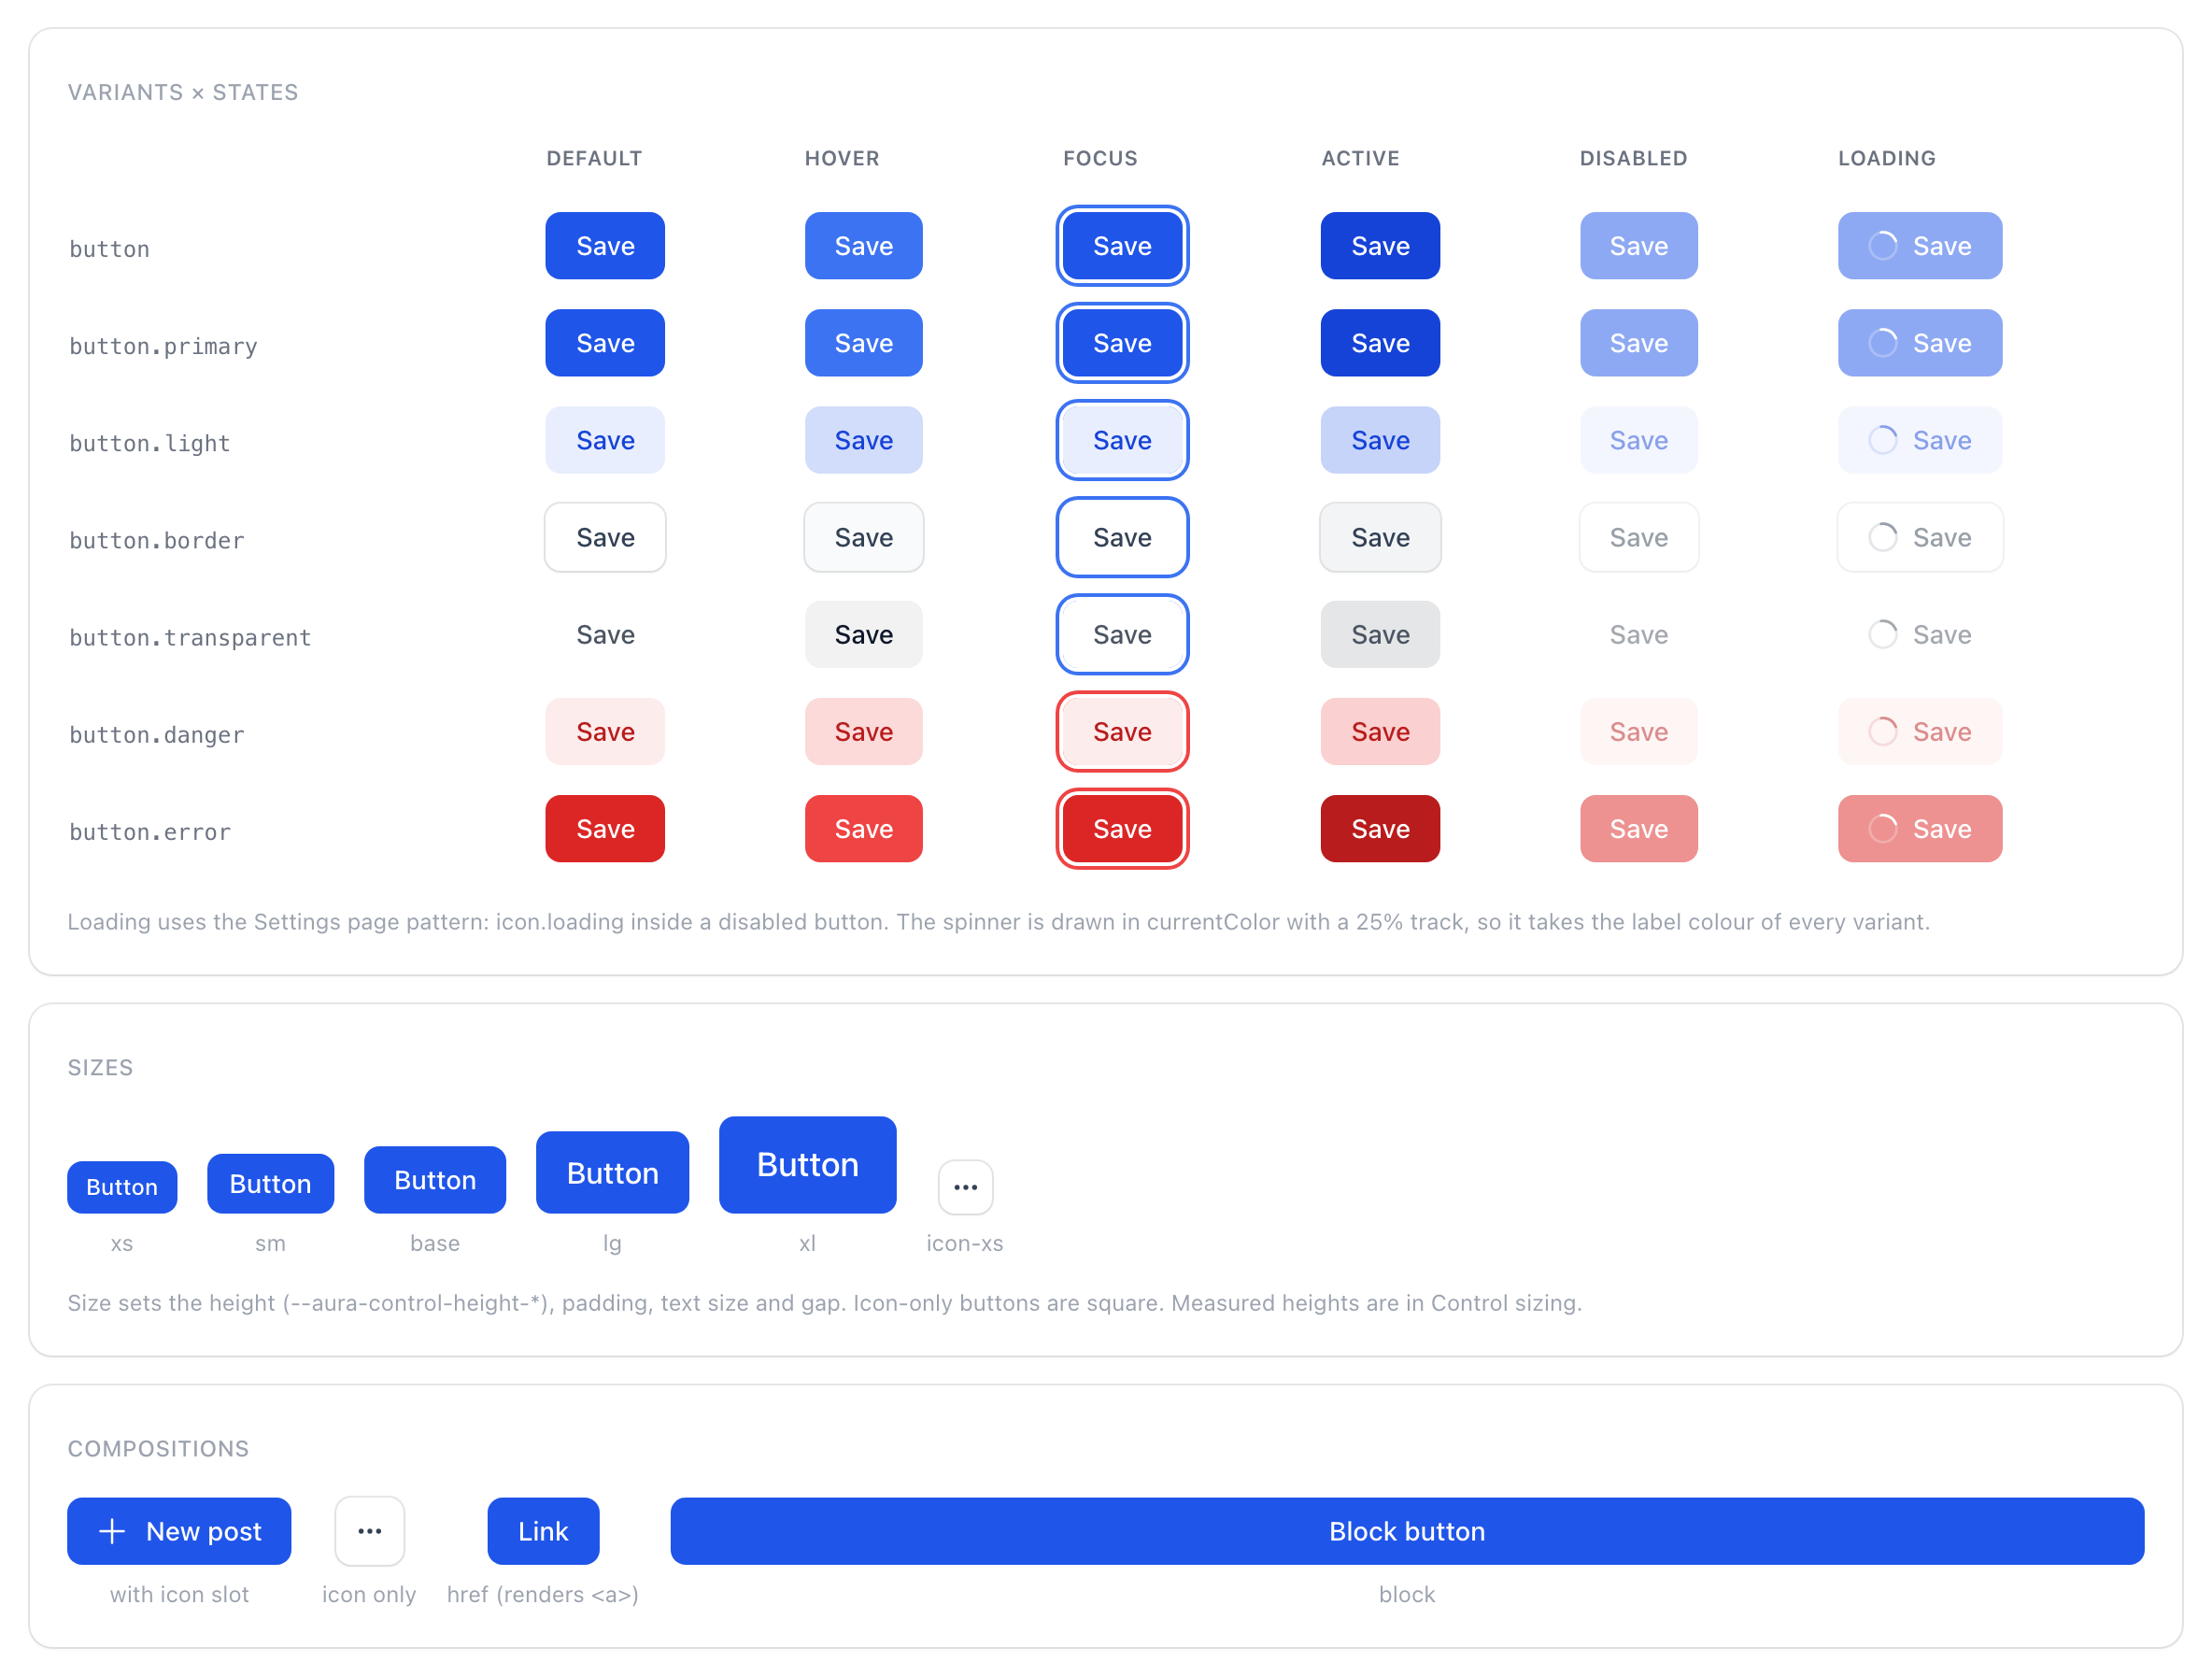 VARIANTS × STATES
DEFAULT HOVER FOCUS ACTIVE DISABLED LOADING
button Save Save Save Save Save Save
button.primary Save Save Save Save Save Save
button.light Save Save Save Save Save Save
button.border Save Save Save Save Save Save
button.transparent Save Save Save Save Save Save
button.danger Save Save Save Save Save Save
button.error Save Save Save Save Save Save
Loading uses the Settings page pattern: icon.loading inside a disabled button. The spinner is drawn in currentColor with a 25% track, so it takes the label colour of every variant.
SIZES
Button Button Button Button Button
xs sm base lg xl icon-xs
Size sets the height (--aura-control-height-*), padding, text size and gap. Icon-only buttons are square. Measured heights are in Control sizing.
COMPOSITIONS
New post Link Block button
with icon slot icon only href (renders <a>) block